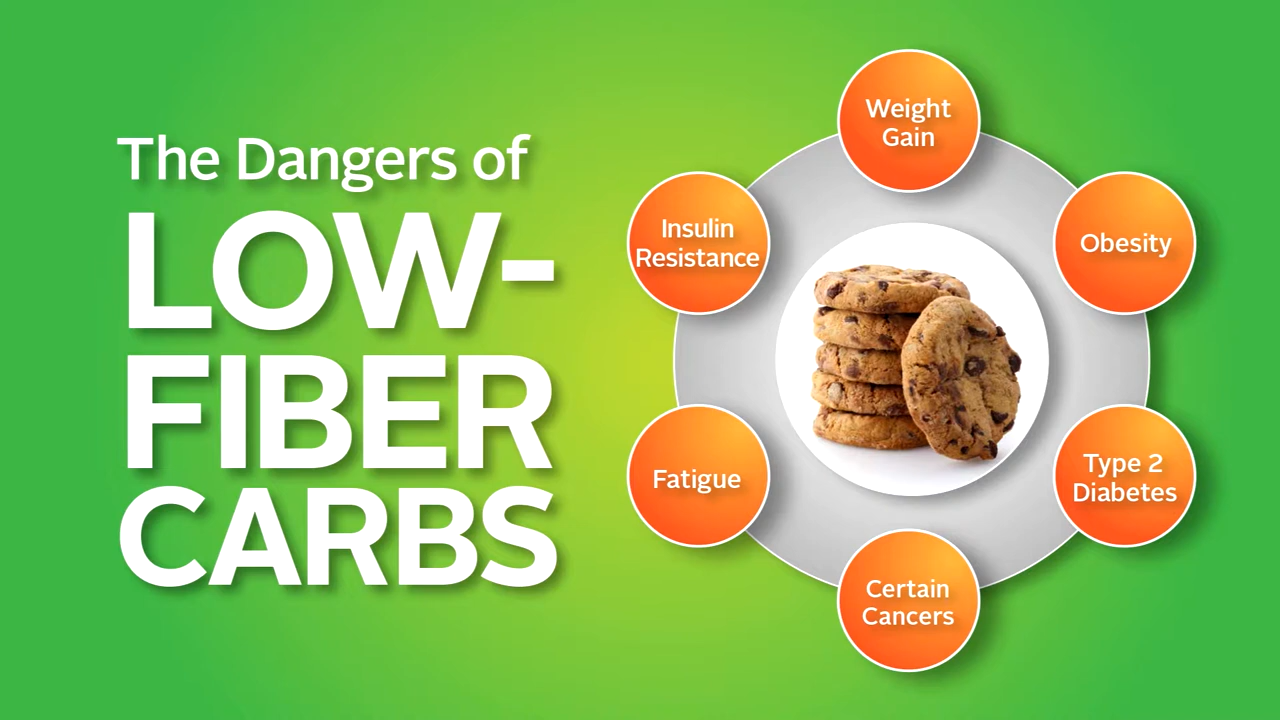 The Dangers of
LOW-
FIBER
CARBS
Weight
Gain
Obesity
Type 2
Diabetes
Certain
Cancers
Fatigue
Insulin
Resistance